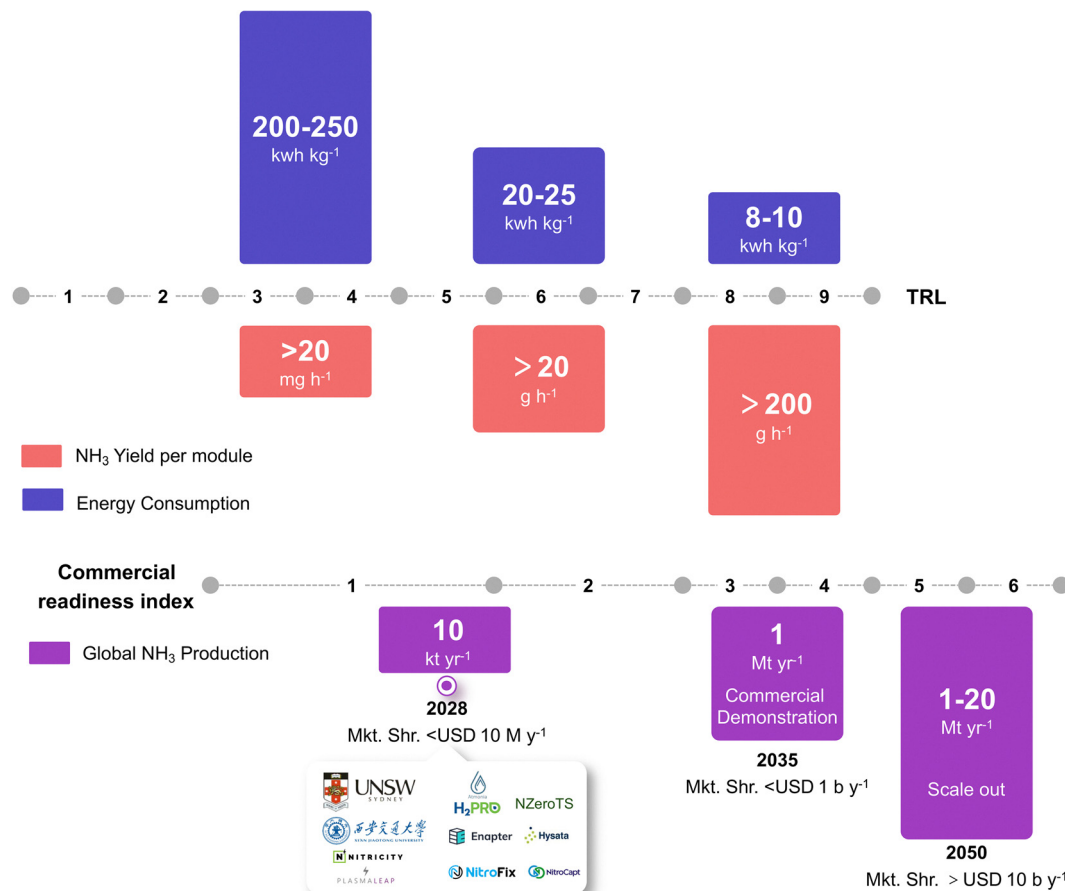 200-250
kwh kg⁻¹
20-25
kwh kg⁻¹
8-10
kwh kg⁻¹
1 2 3 4 5 6 7 8 9 TRL
>20
mg h⁻¹
> 20
g h⁻¹
> 200
g h⁻¹
NH₃ Yield per module
Energy Consumption
Commercial
readiness index
1 2 3 4 5 6
Global NH₃ Production
10
kt yr⁻¹
2028
Mkt. Shr. <USD 10 M y⁻¹
1
Mt yr⁻¹
Commercial
Demonstration
2035
Mkt. Shr. <USD 1 b y⁻¹
1-20
Mt yr⁻¹
Scale out
2050
Mkt. Shr. > USD 10 b y⁻¹
UNSW
SYDNEY
西安交通大学
XI'AN JIAOTONG UNIVERSITY
N NITRICITY
PLASMALEAP
Ammonia
H₂PRO
NZeroTS
Enapter
Hysata
NitroFix
NitroCapt